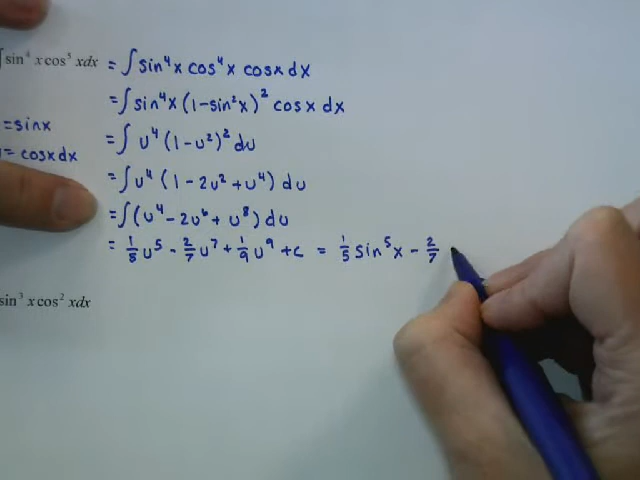 ∫ sin⁴ x cos⁵ xdx = ∫ sin⁴x cos⁴x cosx dx
= ∫ sin⁴x (1-sin²x)² cosx dx
=sinx
= ∫ u⁴ (1-u²)² du
= cosx dx
= ∫ u⁴ (1-2u²+u⁴) du
= ∫ (u⁴-2u⁶+u⁸) du
= 1/5 u⁵ - 2/7 u⁷ + 1/9 u⁹ + c = 1/5 sin⁵x - 2/7
sin³ x cos² xdx